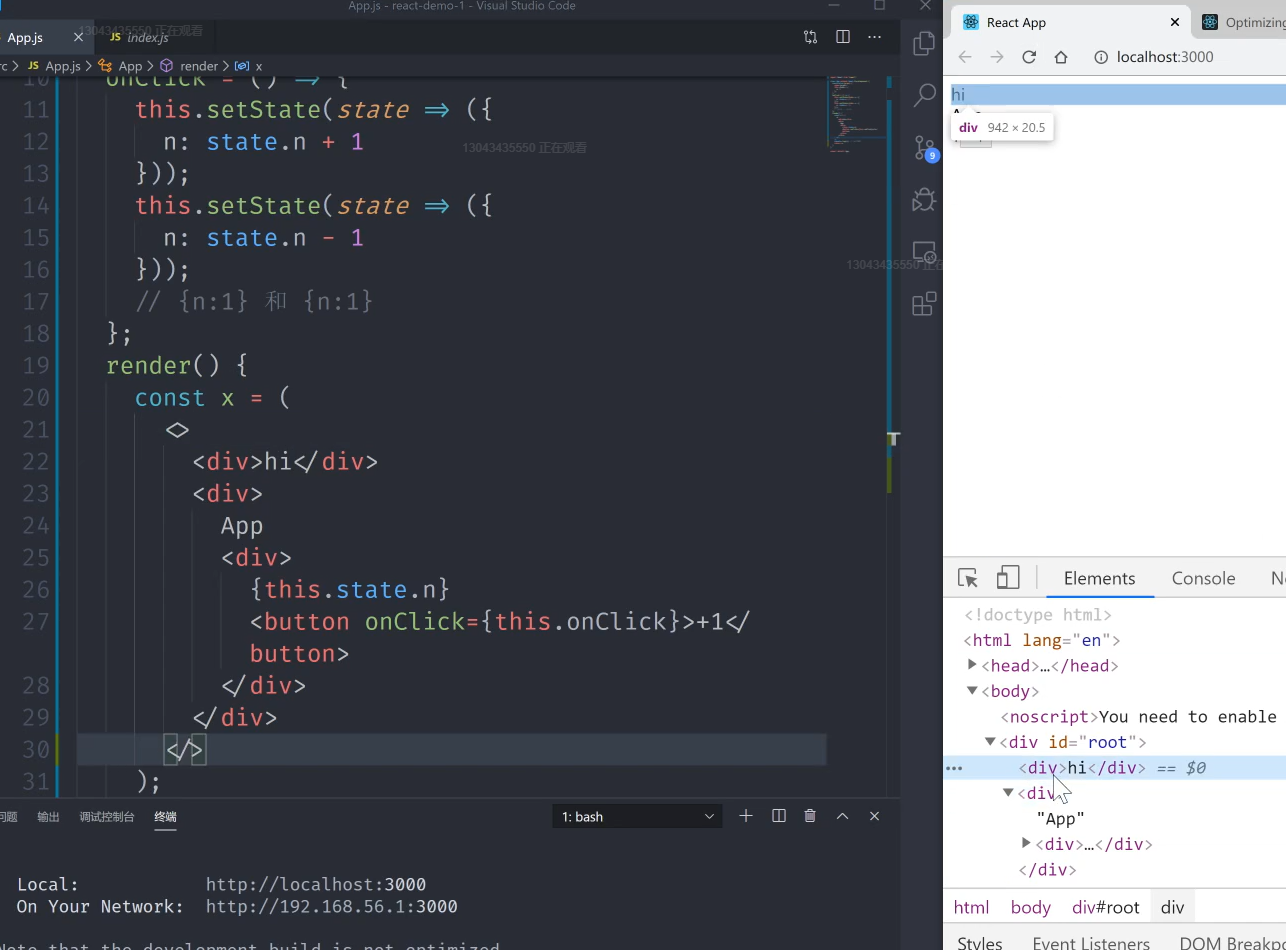 App.js - react-demo-1 - Visual Studio Code
App.js
index.js
13043435550 正在观看
App.js > App > render > x
10 onClick = () => {
11 this.setState(state => ({
12 n: state.n + 1
13043435550 正在观看
13 }));
14 this.setState(state => ({
15 n: state.n - 1
16 }));
13043435550 正在
17 // {n:1} 和 {n:1}
18 };
19 render() {
20 const x = (
21 <>
22 <div>hi</div>
23 <div>
24 App
25 <div>
26 {this.state.n}
27 <button onClick={this.onClick}>+1</
button>
28 </div>
29 </div>
30 </>
31 );
问题 输出 调试控制台 终端
1: bash
Local: http://localhost:3000
On Your Network: http://192.168.56.1:3000
Note that the development build is not optimized
9
React App
Optimizing
localhost:3000
hi
div 942 × 20.5
Elements Console
<!doctype html>
<html lang="en">
<head>…</head>
<body>
<noscript>You need to enable
<div id="root">
<div>hi</div> == $0
<div
"App"
<div>…</div>
</div>
html body div#root div
Styles Event Listeners DOM Breakpo